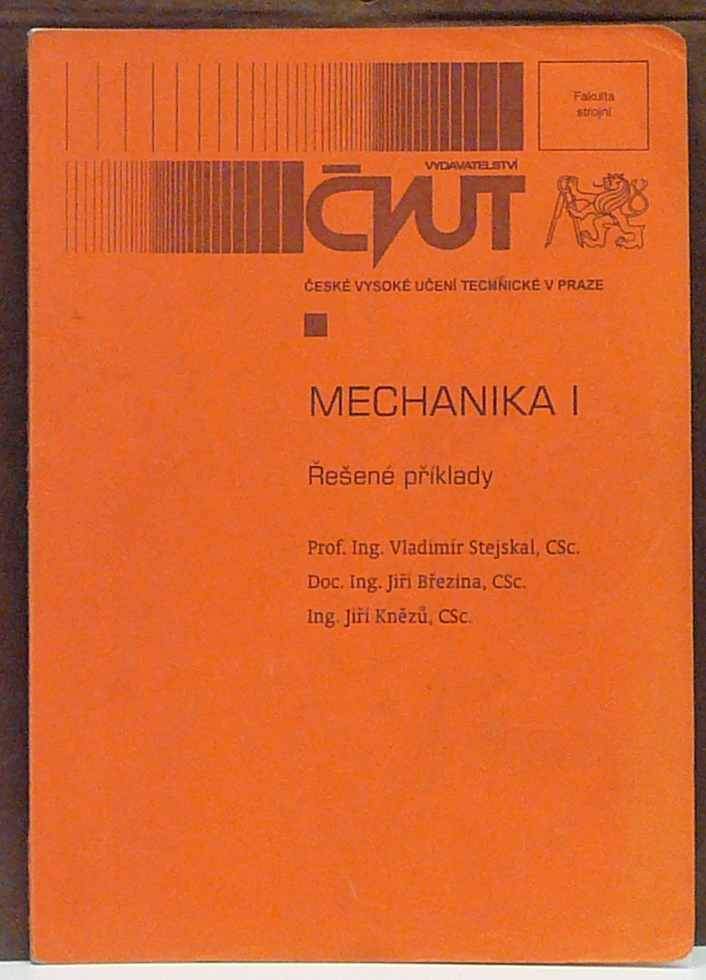 Fakulta
strojní
VYDAVATELSTVÍ
ČVUT
ČESKÉ VYSOKÉ UČENÍ TECHNICKÉ V PRAZE
MECHANIKA I
Řešené příklady
Prof. Ing. Vladimír Stejskal, CSc.
Doc. Ing. Jiří Březina, CSc.
Ing. Jiří Knězů, CSc.